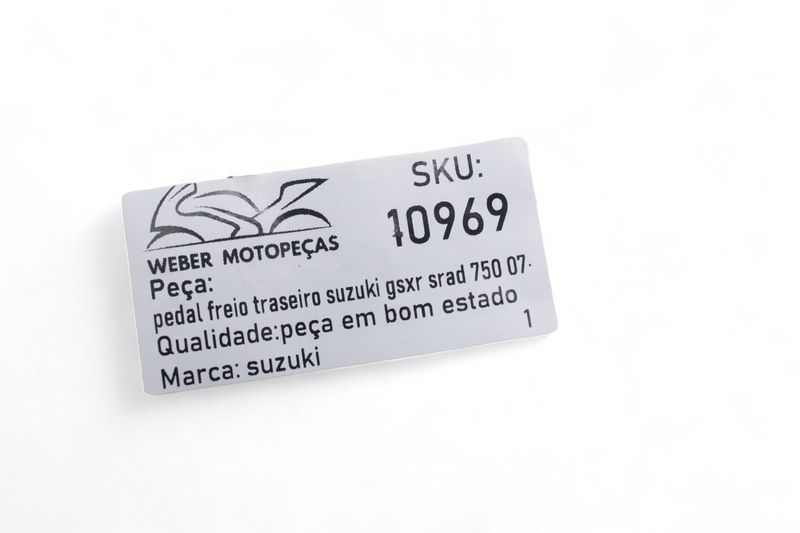 SKU:
10969
WEBER MOTOPEÇAS
Peça:
pedal freio traseiro suzuki gsxr srad 750 07-
Qualidade:peça em bom estado
Marca: suzuki
1